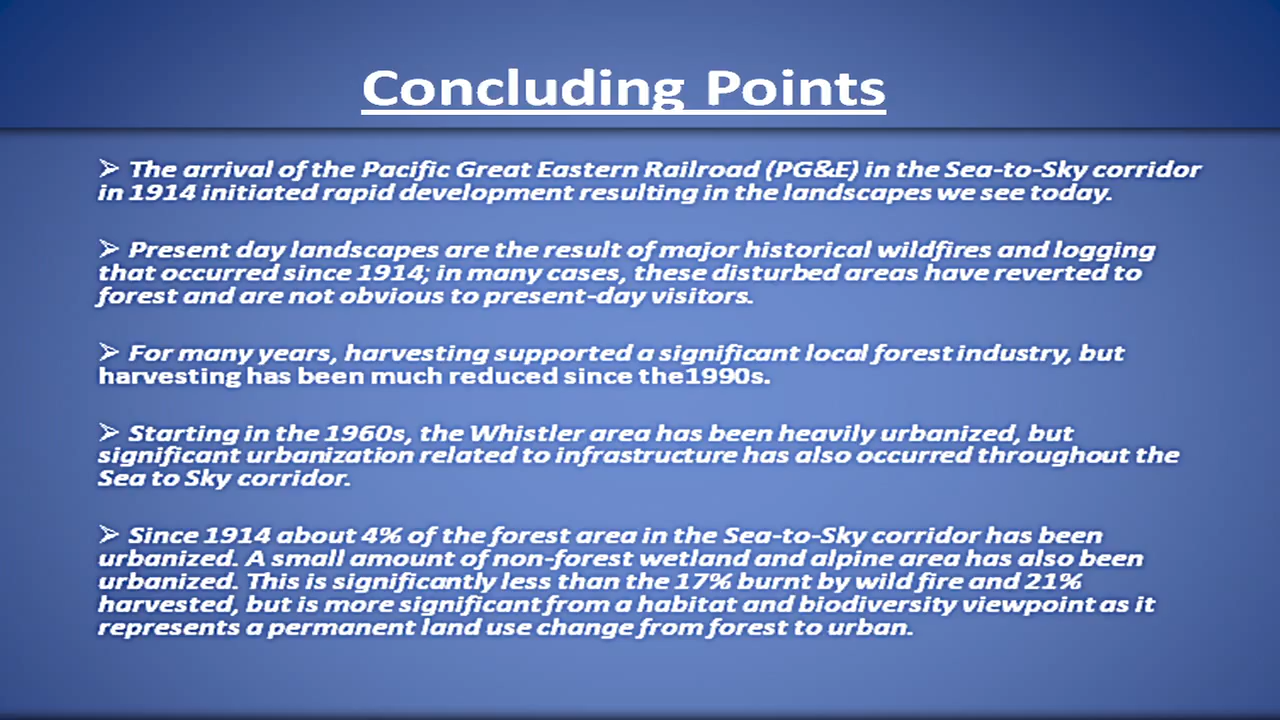 Concluding Points
➢ The arrival of the Pacific Great Eastern Railroad (PG&E) in the Sea-to-Sky corridor
in 1914 initiated rapid development resulting in the landscapes we see today.
➢ Present day landscapes are the result of major historical wildfires and logging
that occurred since 1914; in many cases, these disturbed areas have reverted to
forest and are not obvious to present-day visitors.
➢ For many years, harvesting supported a significant local forest industry, but
harvesting has been much reduced since the1990s.
➢ Starting in the 1960s, the Whistler area has been heavily urbanized, but
significant urbanization related to infrastructure has also occurred throughout the
Sea to Sky corridor.
➢ Since 1914 about 4% of the forest area in the Sea-to-Sky corridor has been
urbanized. A small amount of non-forest wetland and alpine area has also been
urbanized. This is significantly less than the 17% burnt by wild fire and 21%
harvested, but is more significant from a habitat and biodiversity viewpoint as it
represents a permanent land use change from forest to urban.